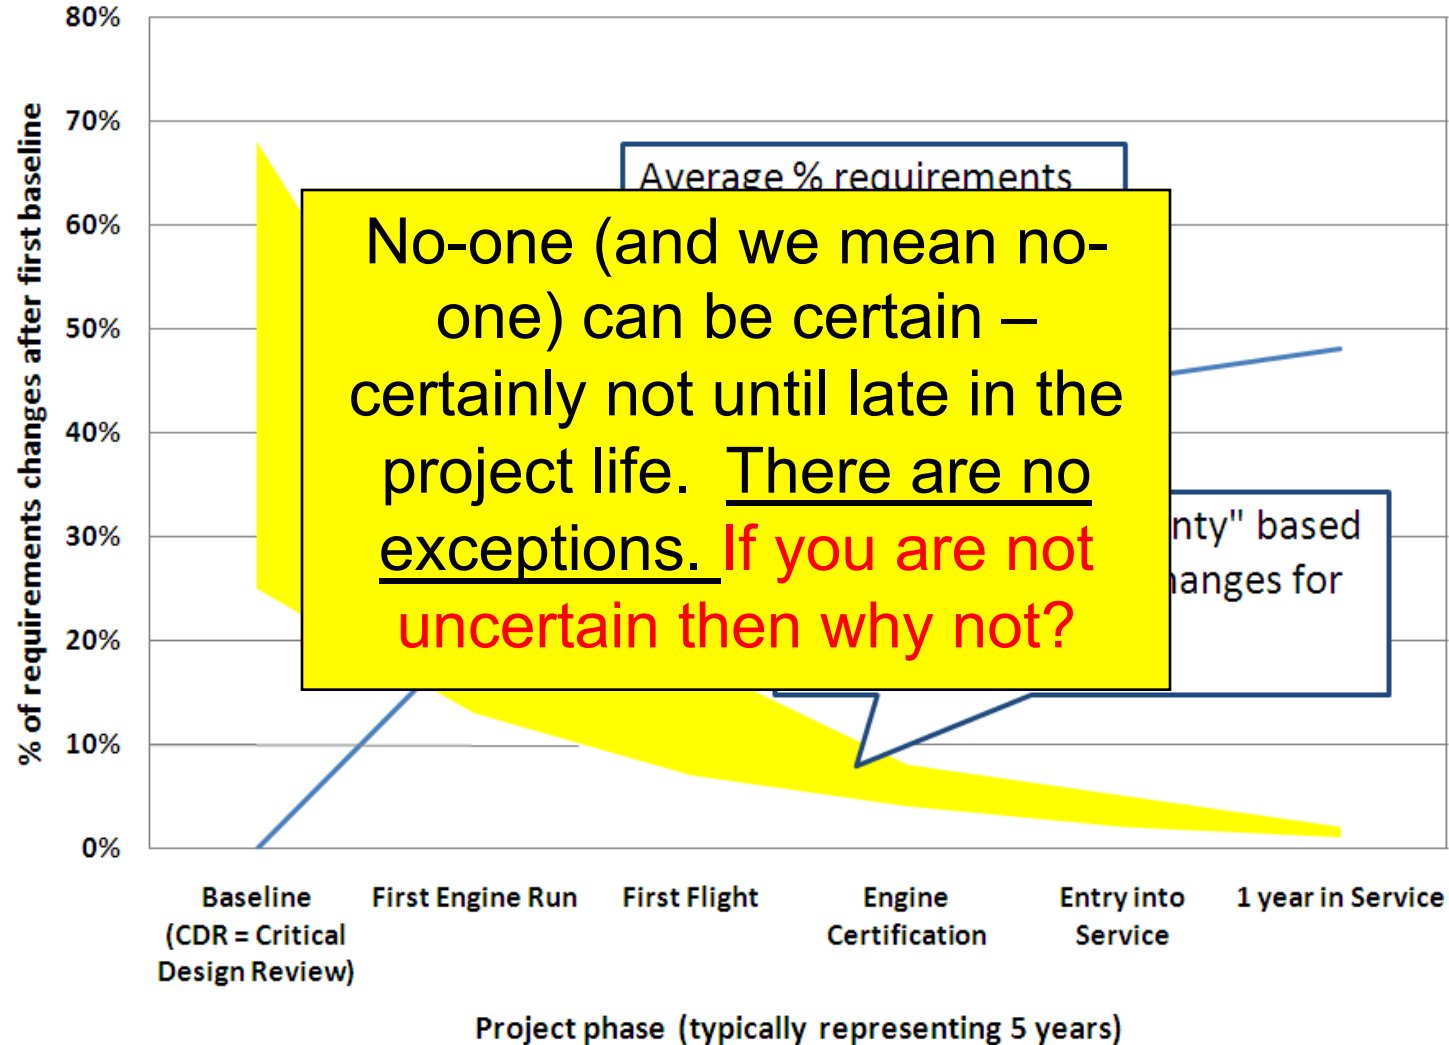 80%
70%
60%
50%
40%
30%
20%
10%
0%
% of requirements changes after first baseline
Average % requirements
No-one (and we mean no-
one) can be certain –
certainly not until late in the
project life. There are no
exceptions. If you are not
uncertain then why not?
based
for
Baseline
(CDR = Critical
Design Review)
First Engine Run
First Flight
Engine
Certification
Entry into
Service
1 year in Service
Project phase (typically representing 5 years)